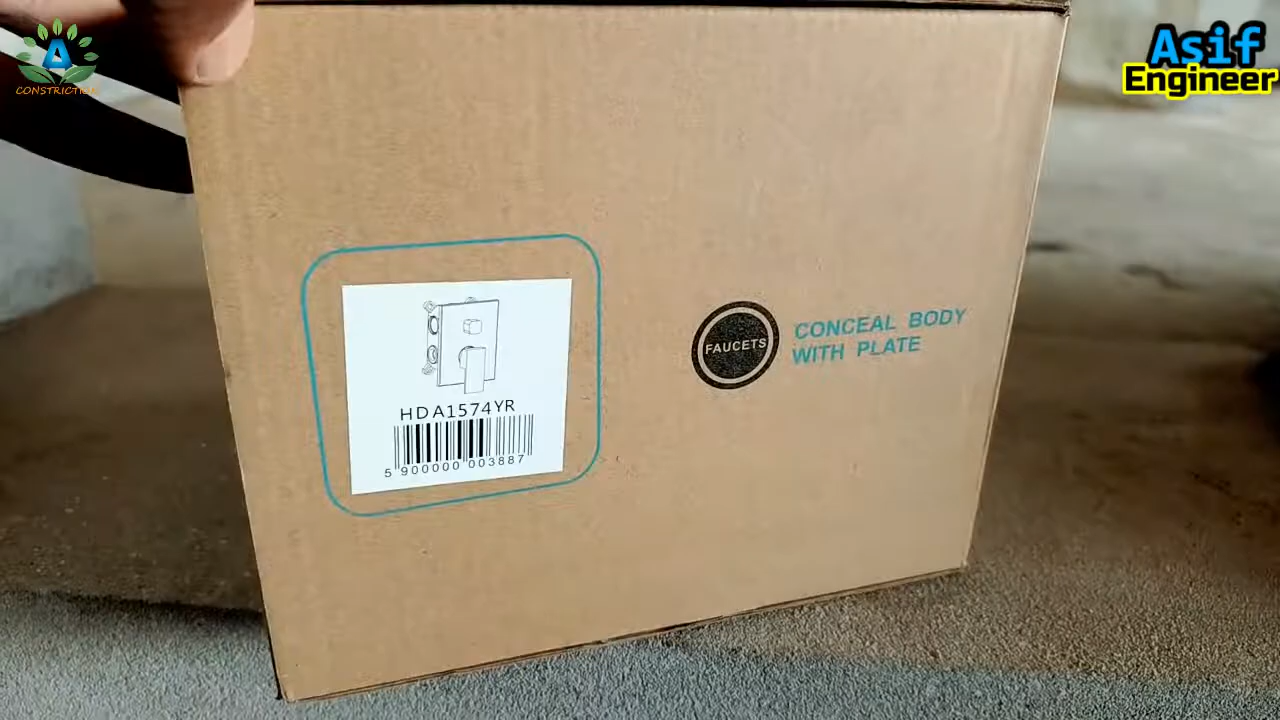 A
CONSTRICTION
Asif
Engineer
HDA1574YR
5 900000 003887
FAUCETS
CONCEAL BODY
WITH PLATE